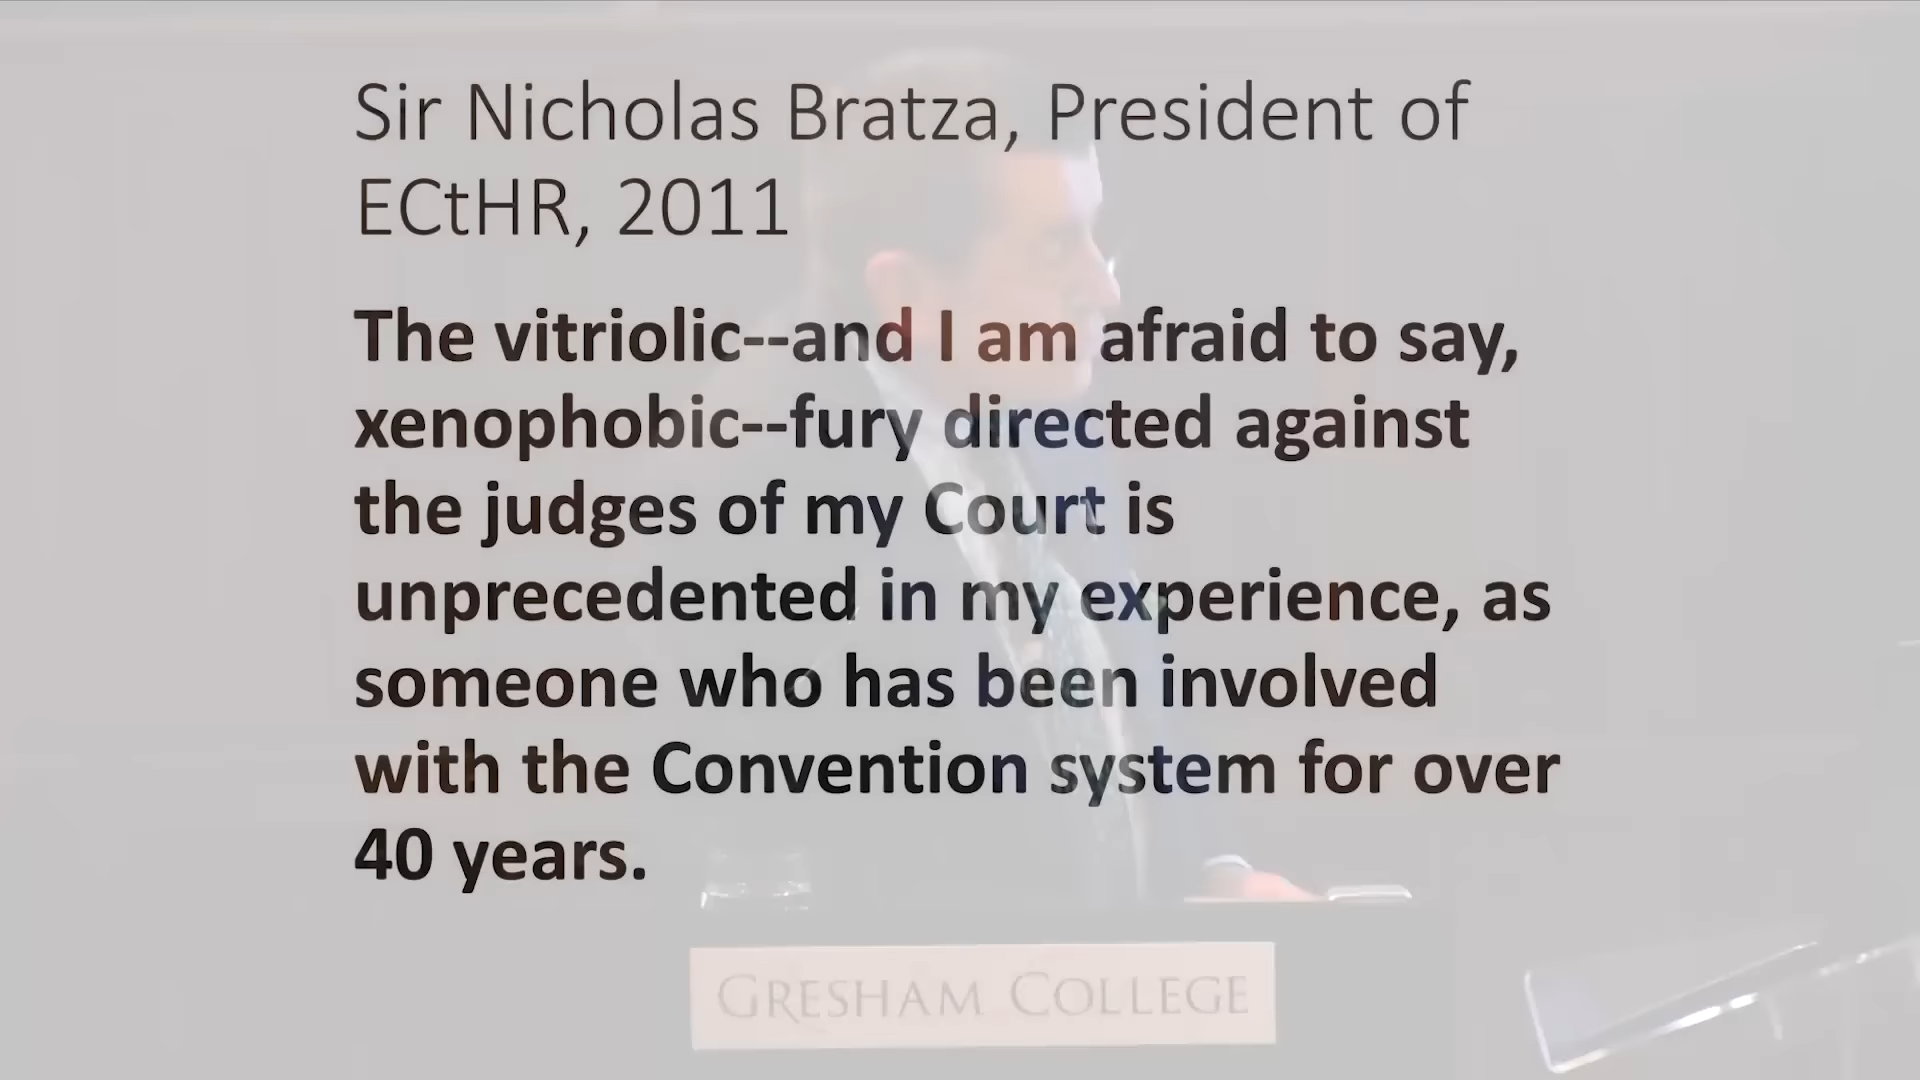 Sir Nicholas Bratza, President of
ECtHR, 2011
The vitriolic--and I am afraid to say,
xenophobic--fury directed against
the judges of my Court is
unprecedented in my experience, as
someone who has been involved
with the Convention system for over
40 years.
GRESHAM COLLEGE